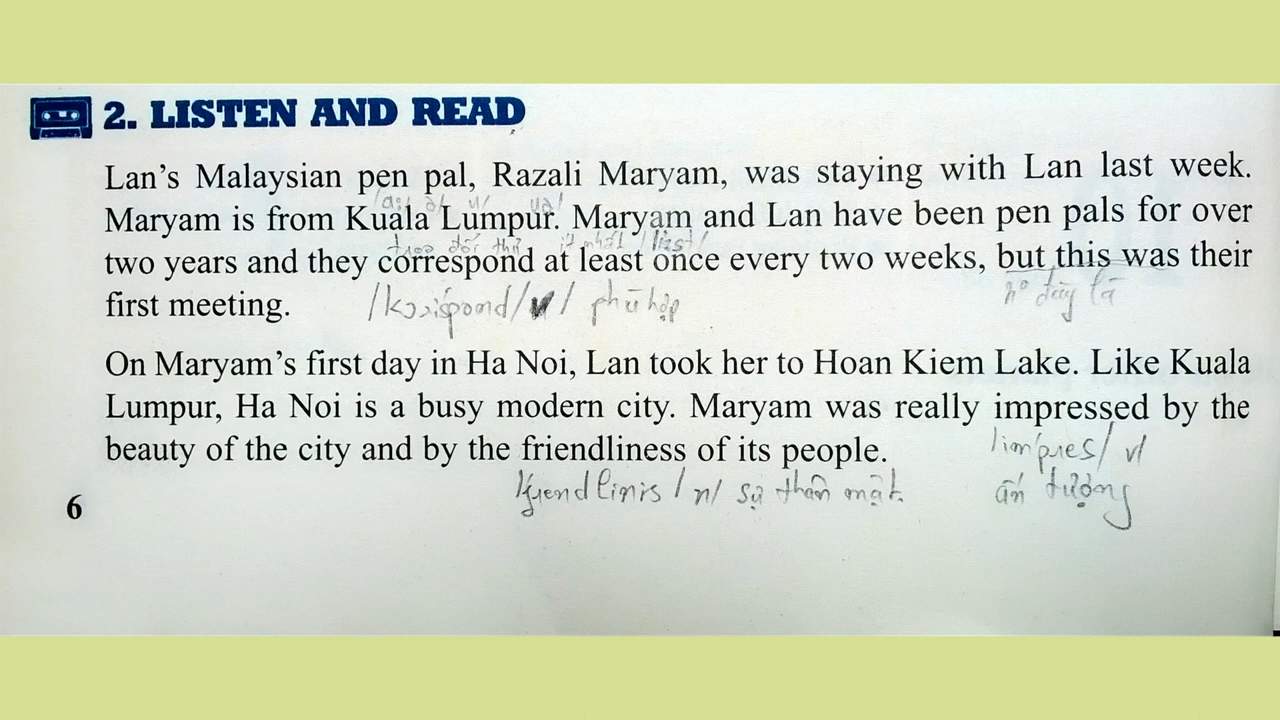 2. LISTEN AND READ
Lan's Malaysian pen pal, Razali Maryam, was staying with Lan last week.
Maryam is from Kuala Lumpur. Maryam and Lan have been pen pals for over
trao đổi thư ít nhất
two years and they correspond at least once every two weeks, but this was their
first meeting.
/v/ phù hợp
On Maryam's first day in Ha Noi, Lan took her to Hoan Kiem Lake. Like Kuala
Lumpur, Ha Noi is a busy modern city. Maryam was really impressed by the
beauty of the city and by the friendliness of its people.
/n/ sự thân mật.
ấn tượng
6